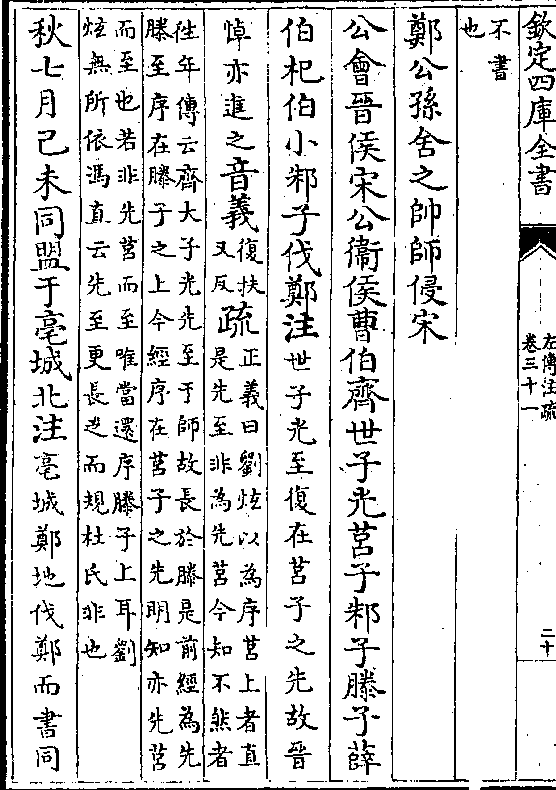 欽定四庫全書
左傳注疏
卷三十一
二十
不書
也
鄭公孫舍之帥師侵宋
公會晉侯宋公衞侯曹伯齊世子光莒子邾子滕子薛
伯杞伯小邾子伐鄭注世子光至復在莒子之先故晉
悼亦進之音義復扶
又反疏正義曰劉炫以為序莒上者直
是先至非為先莒今知不然者
徃年傳云齊大子光先至于師故長於滕是前經為先
滕至序在滕子之上今經序在莒子之先明知亦先莒
而至也若非先莒而至唯當還序滕子上耳劉
炫無所依馮直云先至更長之而規杜氏非也
秋七月己未同盟于亳城北注亳城鄭地伐鄭而書同